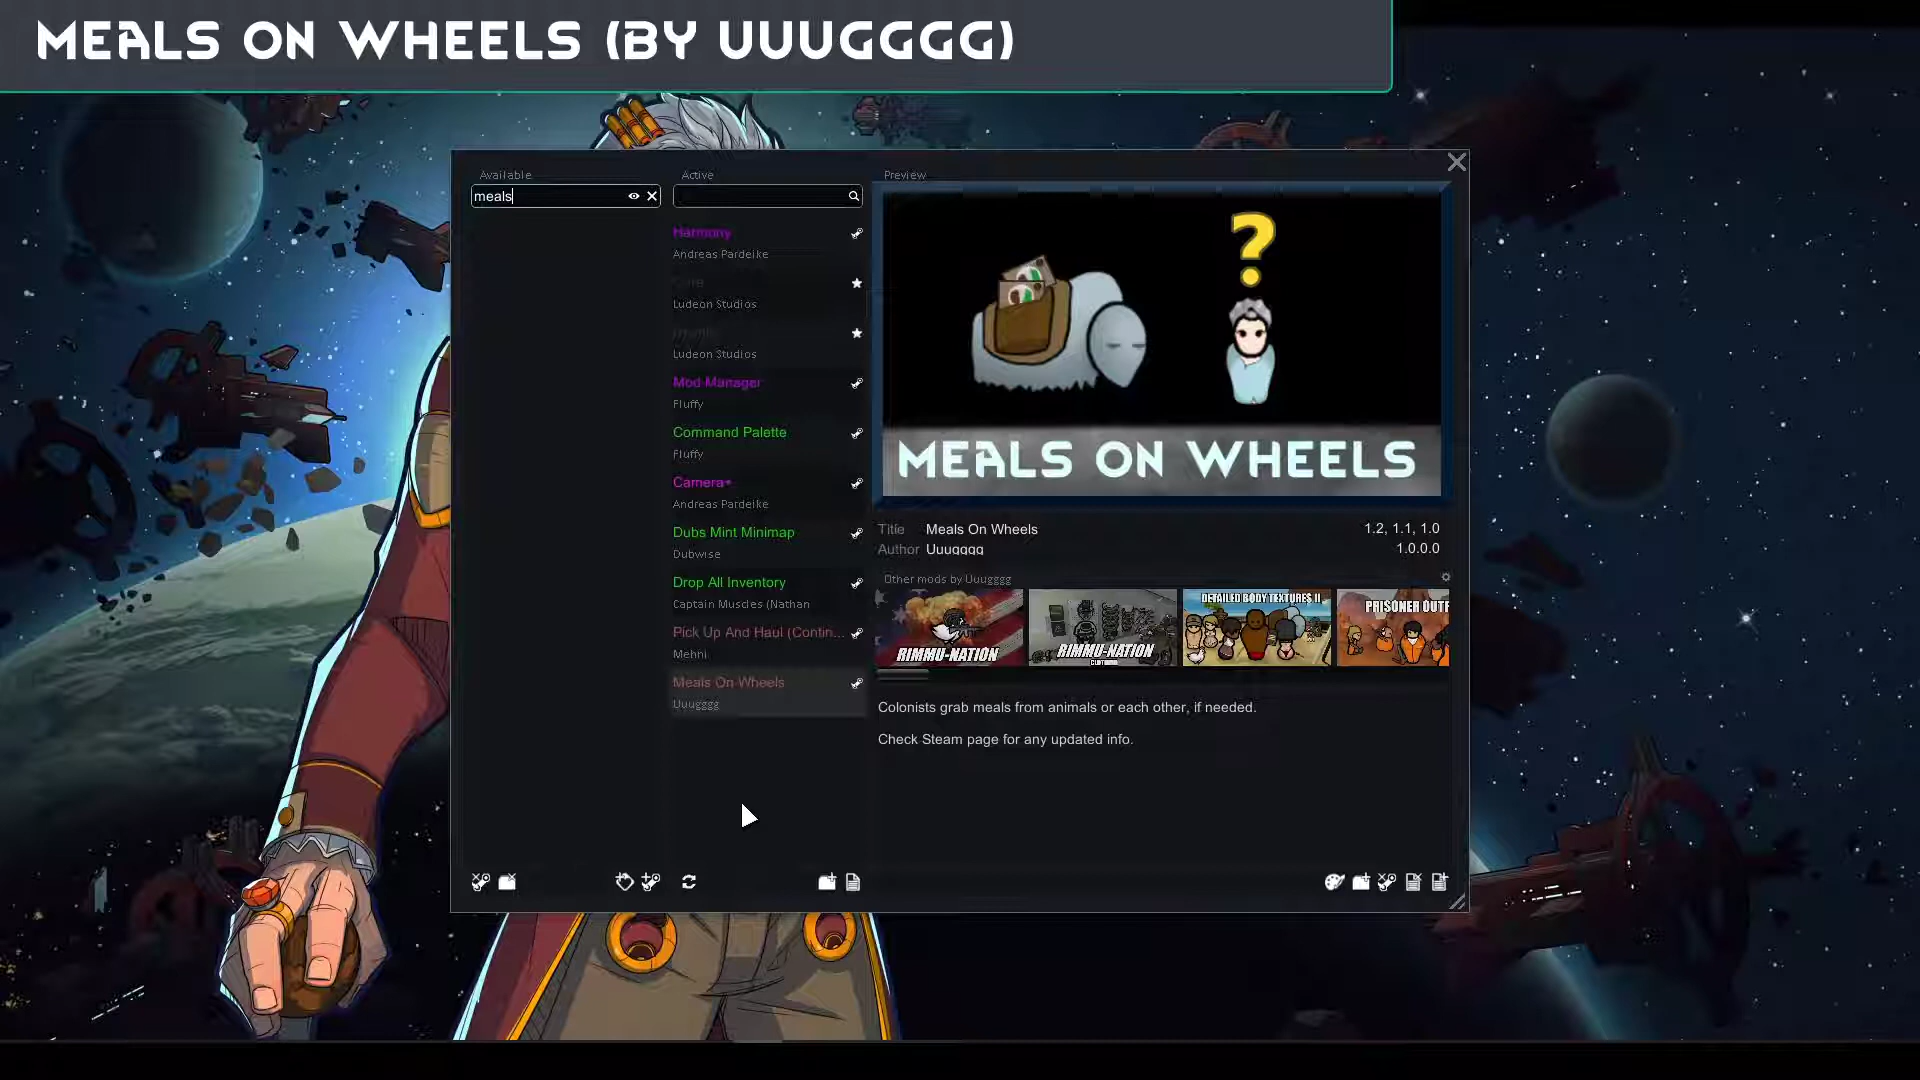 MEALS ON WHEELS (BY UUUGGGG)
Available
Active
Preview
meals
Harmony
Andreas Pardeike
Core
Ludeon Studios
Ludeon Studios
Mod Manager
Fluffy
Command Palette
Fluffy
Camera+
Andreas Pardeike
Dubs Mint Minimap
Dubwise
Drop All Inventory
Captain Muscles (Nathan
Pick Up And Haul (Contin...
Mehni
Meals On Wheels
Uuugggg
?
MEALS ON WHEELS
Title Meals On Wheels 1.2, 1.1, 1.0
Author Uuugggg 1.0.0.0
Other mods by Uuugggg
RIMMU-NATION
RIMMU-NATION
DETAILED BODY TEXTURES II
PRISONER OUTF
Colonists grab meals from animals or each other, if needed.
Check Steam page for any updated info.